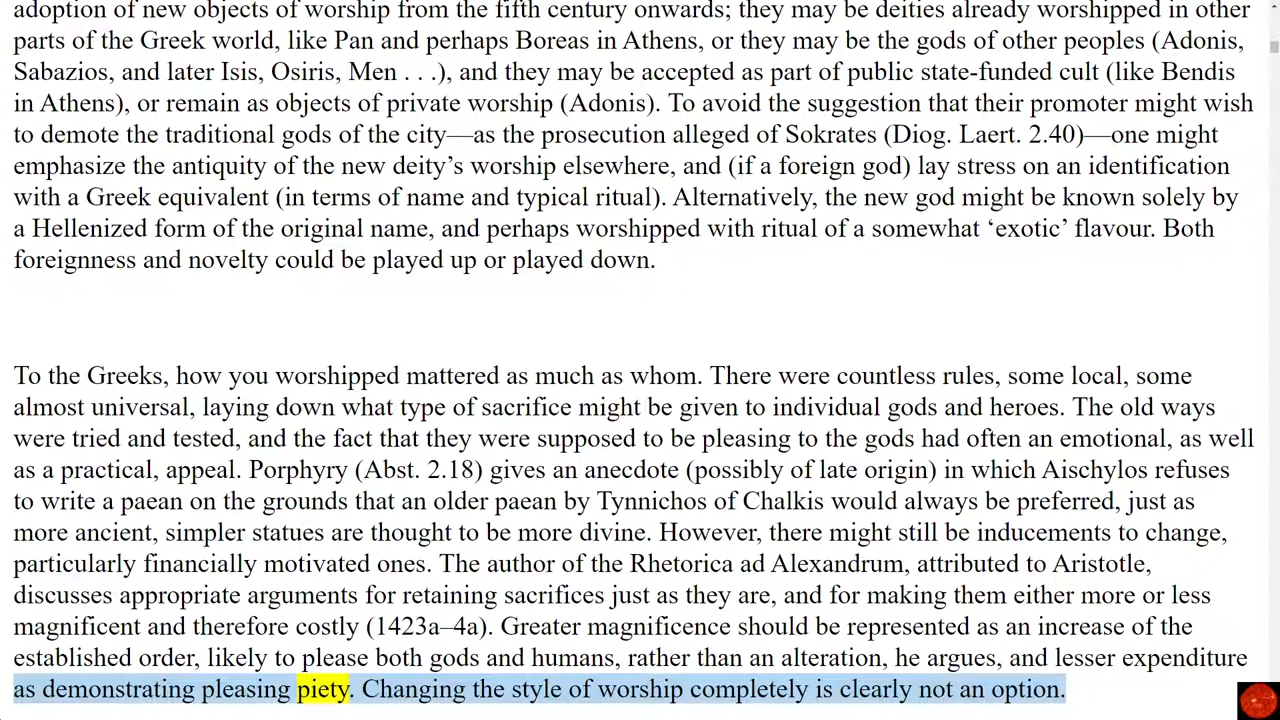 adoption of new objects of worship from the fifth century onwards; they may be deities already worshipped in other
parts of the Greek world, like Pan and perhaps Boreas in Athens, or they may be the gods of other peoples (Adonis,
Sabazios, and later Isis, Osiris, Men . . .), and they may be accepted as part of public state-funded cult (like Bendis
in Athens), or remain as objects of private worship (Adonis). To avoid the suggestion that their promoter might wish
to demote the traditional gods of the city—as the prosecution alleged of Sokrates (Diog. Laert. 2.40)—one might
emphasize the antiquity of the new deity’s worship elsewhere, and (if a foreign god) lay stress on an identification
with a Greek equivalent (in terms of name and typical ritual). Alternatively, the new god might be known solely by
a Hellenized form of the original name, and perhaps worshipped with ritual of a somewhat ‘exotic’ flavour. Both
foreignness and novelty could be played up or played down.
To the Greeks, how you worshipped mattered as much as whom. There were countless rules, some local, some
almost universal, laying down what type of sacrifice might be given to individual gods and heroes. The old ways
were tried and tested, and the fact that they were supposed to be pleasing to the gods had often an emotional, as well
as a practical, appeal. Porphyry (Abst. 2.18) gives an anecdote (possibly of late origin) in which Aischylos refuses
to write a paean on the grounds that an older paean by Tynnichos of Chalkis would always be preferred, just as
more ancient, simpler statues are thought to be more divine. However, there might still be inducements to change,
particularly financially motivated ones. The author of the Rhetorica ad Alexandrum, attributed to Aristotle,
discusses appropriate arguments for retaining sacrifices just as they are, and for making them either more or less
magnificent and therefore costly (1423a–4a). Greater magnificence should be represented as an increase of the
established order, likely to please both gods and humans, rather than an alteration, he argues, and lesser expenditure
as demonstrating pleasing piety. Changing the style of worship completely is clearly not an option.